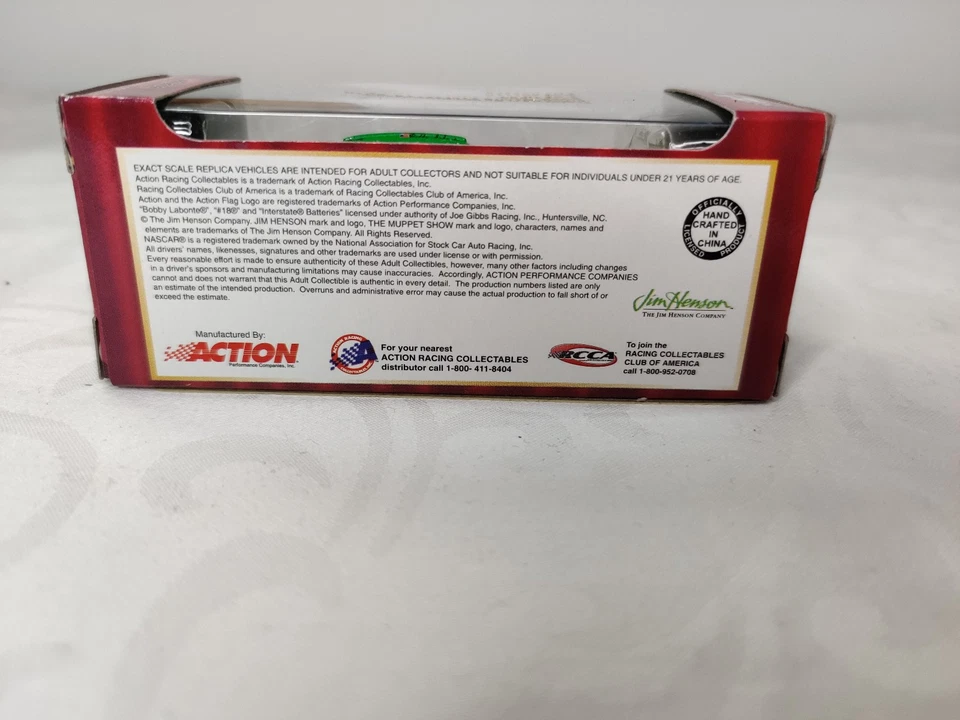 EXACT SCALE REPLICA VEHICLES ARE INTENDED FOR ADULT COLLECTORS AND NOT SUITABLE FOR INDIVIDUALS UNDER 21 YEARS OF AGE.
Action Racing Collectables is a trademark of Action Racing Collectables, Inc.
Racing Collectables Club of America is a trademark of Racing Collectables Club of America, Inc.
Action and the Action Flag Logo are registered trademarks of Action Performance Companies, Inc.
"Bobby Labonte®", "#18®" and "Interstate® Batteries" licensed under authority of Joe Gibbs Racing, Inc., Huntersville, NC.
© The Jim Henson Company. JIM HENSON mark and logo, THE MUPPET SHOW mark and logo, characters, names and
elements are trademarks of The Jim Henson Company. All Rights Reserved.
NASCAR® is a registered trademark owned by the National Association for Stock Car Auto Racing, Inc.
All drivers' names, likenesses, signatures and other trademarks are used under license or with permission.
Every reasonable effort is made to ensure authenticity of these Adult Collectibles, however, many other factors including changes
in a driver's sponsors and manufacturing limitations may cause inaccuracies. Accordingly, ACTION PERFORMANCE COMPANIES
cannot and does not warrant that this Adult Collectible is authentic in every detail. The production numbers listed are only
an estimate of the intended production. Overruns and administrative error may cause the actual production to fall short of or
exceed the estimate.
OFFICIALLY
HAND
CRAFTED
IN
CHINA
LICENSED PRODUCT
Jim Henson
THE JIM HENSON COMPANY
Manufactured By:
ACTION
Performance Companies, Inc.
ACTION RACING
A
For your nearest
ACTION RACING COLLECTABLES
distributor call 1-800- 411-8404
RCCA
To join the
RACING COLLECTABLES
CLUB OF AMERICA
call 1-800-952-0708